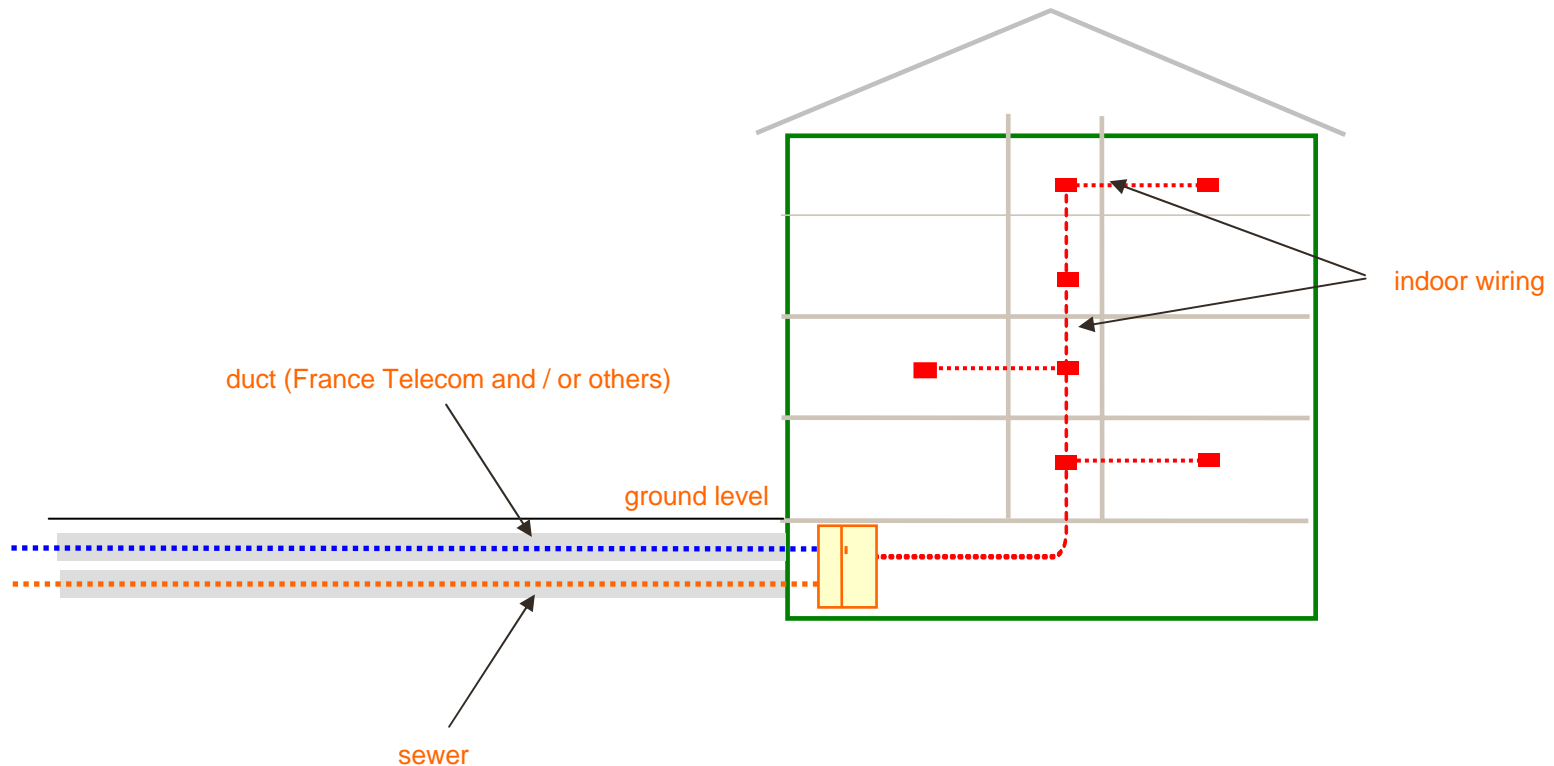 indoor wiring
duct (France Telecom and / or others)
ground level
sewer